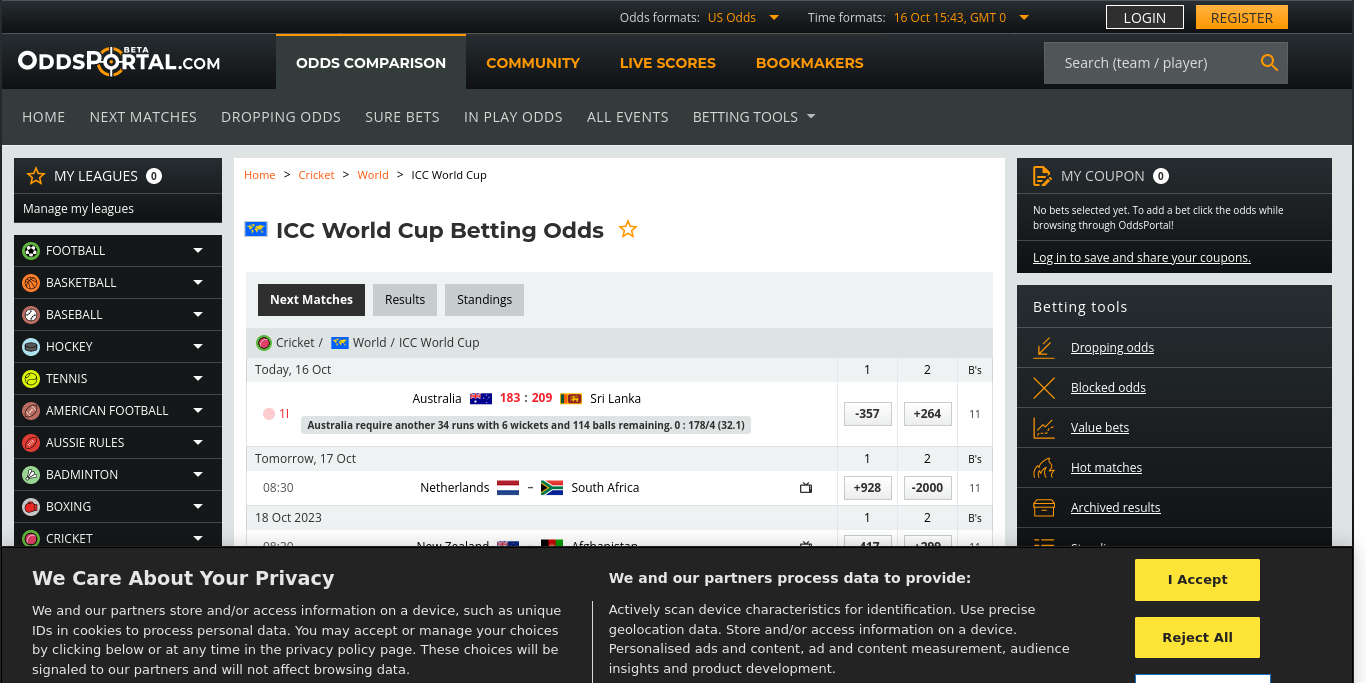 Odds formats: US Odds Time formats: 16 Oct 15:43, GMT 0 LOGIN REGISTER
ODDSPORTAL.COM BETA ODDS COMPARISON COMMUNITY LIVE SCORES BOOKMAKERS Search (team / player)
HOME NEXT MATCHES DROPPING ODDS SURE BETS IN PLAY ODDS ALL EVENTS BETTING TOOLS
MY LEAGUES 0
Manage my leagues
FOOTBALL
BASKETBALL
BASEBALL
HOCKEY
TENNIS
AMERICAN FOOTBALL
AUSSIE RULES
BADMINTON
BOXING
CRICKET
Home > Cricket > World > ICC World Cup
ICC World Cup Betting Odds
Next Matches Results Standings
Cricket / World / ICC World Cup
Today, 16 Oct 1 2 B's
Australia 183 : 209 Sri Lanka
1I -357 +264 11
Australia require another 34 runs with 6 wickets and 114 balls remaining. 0 : 178/4 (32.1)
Tomorrow, 17 Oct 1 2 B's
08:30 Netherlands – South Africa +928 -2000 11
18 Oct 2023 1 2 B's
08:30 New Zealand - Afghanistan -417 +299 11
MY COUPON 0
No bets selected yet. To add a bet click the odds while
browsing through OddsPortal!
Log in to save and share your coupons.
Betting tools
Dropping odds
Blocked odds
Value bets
Hot matches
Archived results
We Care About Your Privacy
We and our partners store and/or access information on a device, such as unique
IDs in cookies to process personal data. You may accept or manage your choices
by clicking below or at any time in the privacy policy page. These choices will be
signaled to our partners and will not affect browsing data.
We and our partners process data to provide:
Actively scan device characteristics for identification. Use precise
geolocation data. Store and/or access information on a device.
Personalised ads and content, ad and content measurement, audience
insights and product development.
I Accept
Reject All